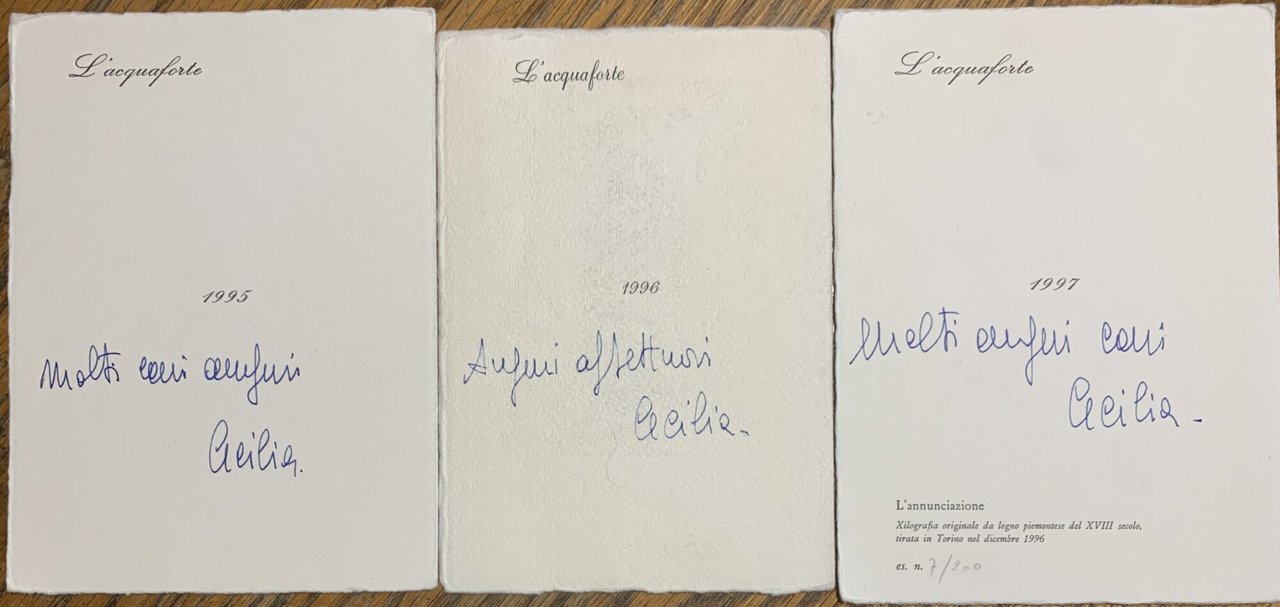 L'acquaforte
1995
Molti cari auguri
Cecilia.
L'acquaforte
1996
Auguri affettuosi
Cecilia-
L'acquaforte
1997
Molti auguri cari
Cecilia-
L'annunciazione
Xilografia originale da legno piemontese del XVIII secolo,
tirata in Torino nel dicembre 1996
es. n. 7/200